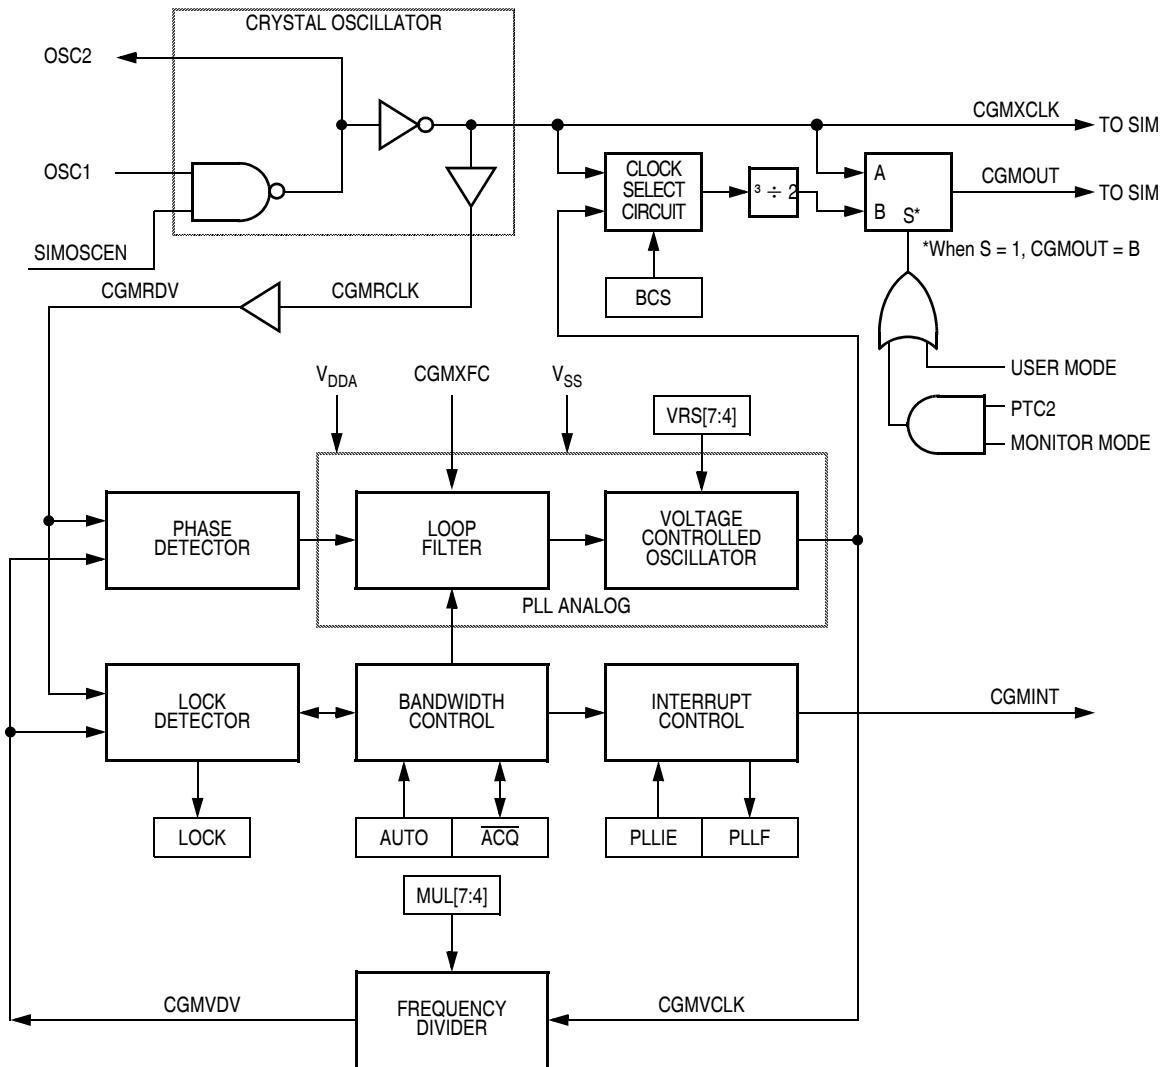 CRYSTAL OSCILLATOR
OSC2
CGMXCLK
TO SIM
OSC1
CLOCK
SELECT
CIRCUIT
³ ÷ 2
A
B
S*
CGMOUT
TO SIM
SIMOSCEN
*When S = 1, CGMOUT = B
CGMRDV
CGMRCLK
BCS
USER MODE
PTC2
MONITOR MODE
VDDA
CGMXFC
VSS
VRS[7:4]
PHASE
DETECTOR
LOOP
FILTER
VOLTAGE
CONTROLLED
OSCILLATOR
PLL ANALOG
LOCK
DETECTOR
BANDWIDTH
CONTROL
INTERRUPT
CONTROL
CGMINT
LOCK
AUTO
ACQ
PLLIE
PLLF
MUL[7:4]
CGMVDV
FREQUENCY
DIVIDER
CGMVCLK